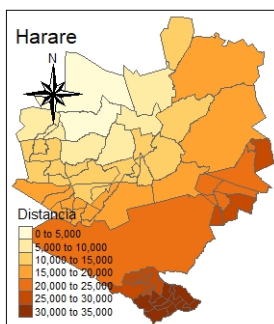 Harare
N
Distancia
0 to 5,000
5,000 to 10,000
10,000 to 15,000
15,000 to 20,000
20,000 to 25,000
25,000 to 30,000
30,000 to 35,000